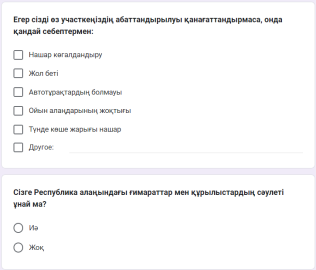 Егер сізді өз участкеңіздің абаттандырылуы қанағаттандырмаса, онда
қандай себептермен:
Нашар көгалдандыру
Жол беті
Автотұрақтардың болмауы
Ойын алаңдарының жоқтығы
Түнде көше жарығы нашар
Другое:
Сізге Республика алаңындағы ғимараттар мен құрылыстардың сәулеті
ұнай ма?
Иә
Жоқ